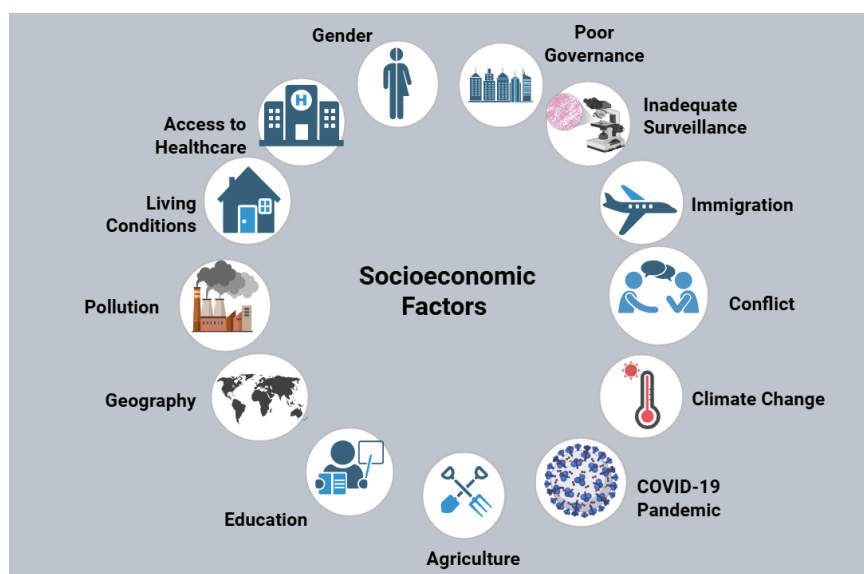 Gender
Poor
Governance
Inadequate
Surveillance
Immigration
Conflict
Climate Change
COVID-19
Pandemic
Agriculture
Education
Geography
Pollution
Living
Conditions
Access to
Healthcare
H
Socioeconomic
Factors